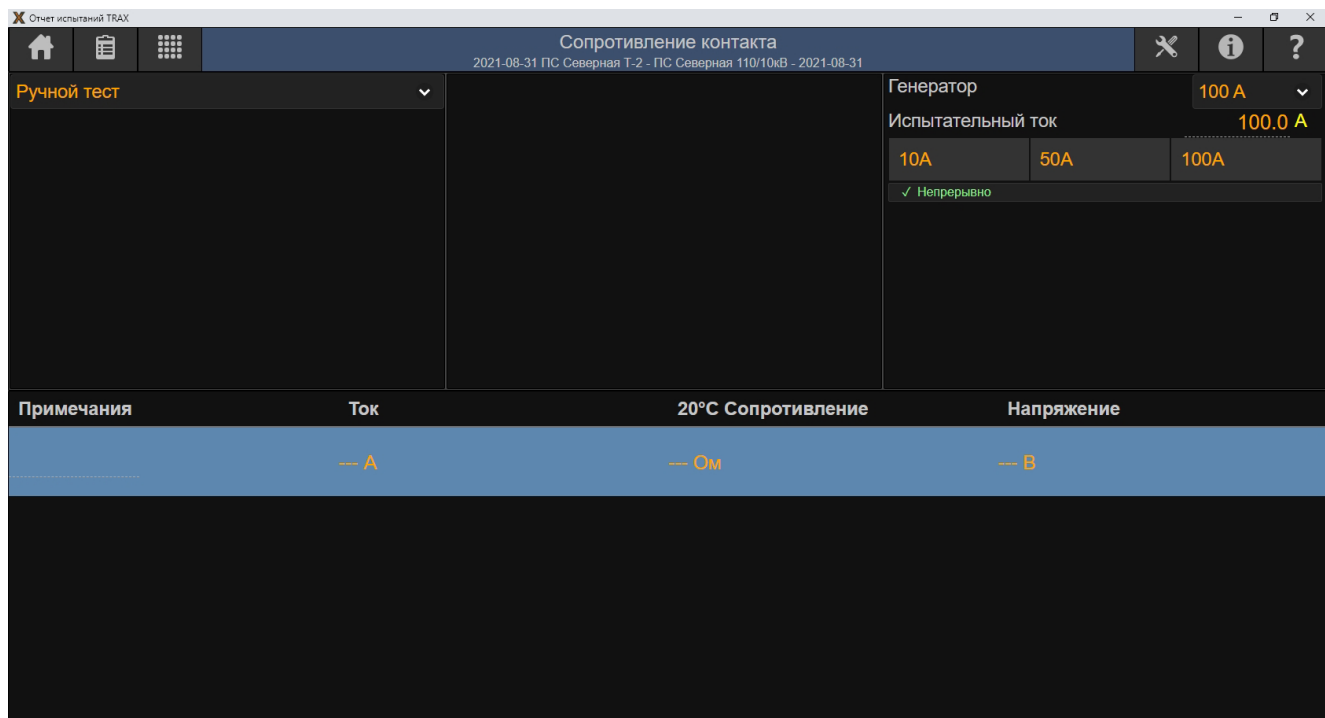 Отчет испытаний TRAX
Сопротивление контакта
2021-08-31 ПС Северная Т-2 - ПС Северная 110/10кВ - 2021-08-31
?
Ручной тест
Генератор
100 A
Испытательный ток
100.0 A
10A
50A
100A
✓ Непрерывно
Примечания
Ток
20°C Сопротивление
Напряжение
--- A
--- Ом
--- В